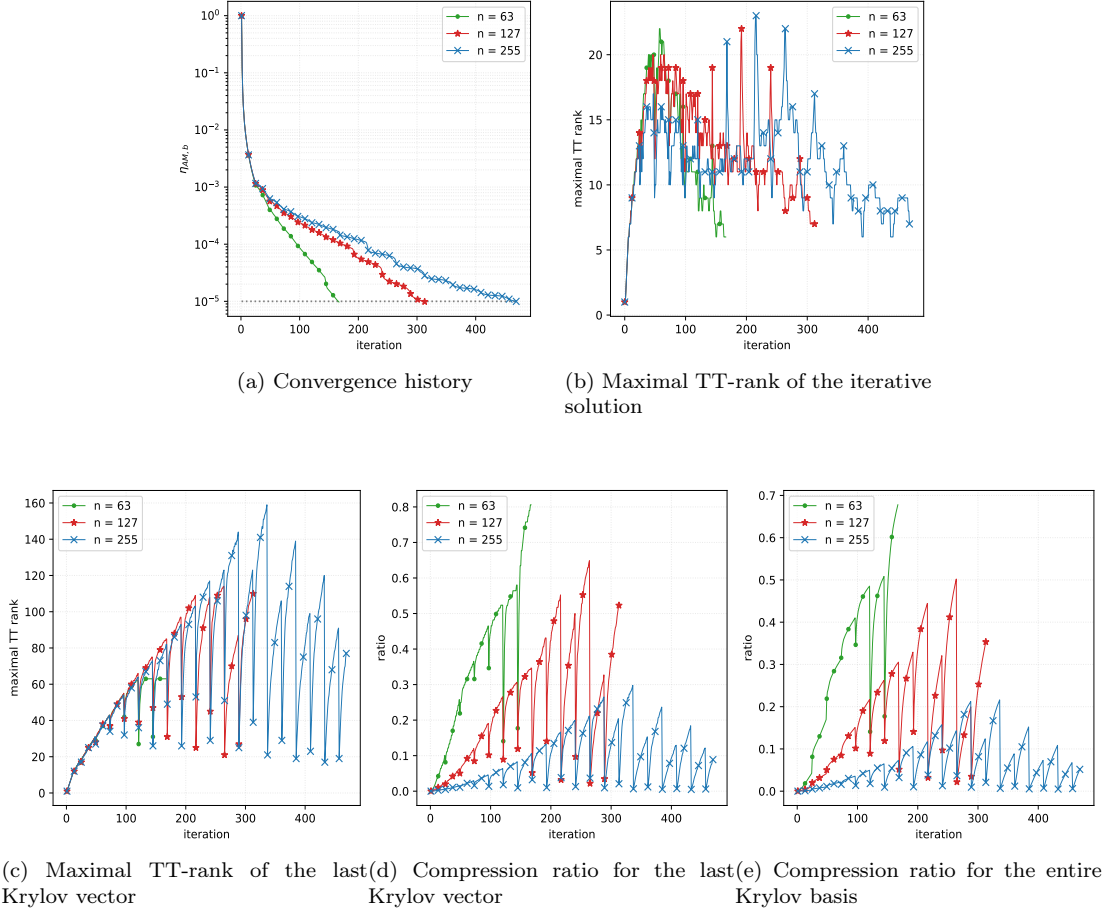 n = 63
n = 127
n = 255
10⁰
10⁻¹
10⁻²
10⁻³
10⁻⁴
10⁻⁵
η_{AM,b}
0 100 200 300 400
iteration
(a) Convergence history
n = 63
n = 127
n = 255
20
15
10
5
0
maximal TT rank
0 100 200 300 400
iteration
(b) Maximal TT-rank of the iterative
solution
n = 63
n = 127
n = 255
160
140
120
100
80
60
40
20
0
maximal TT rank
0 100 200 300 400
iteration
(c) Maximal TT-rank of the last
Krylov vector
n = 63
n = 127
n = 255
0.8
0.7
0.6
0.5
0.4
0.3
0.2
0.1
0.0
ratio
0 100 200 300 400
iteration
(d) Compression ratio for the last
Krylov vector
n = 63
n = 127
n = 255
0.7
0.6
0.5
0.4
0.3
0.2
0.1
0.0
ratio
0 100 200 300 400
iteration
(e) Compression ratio for the entire
Krylov basis